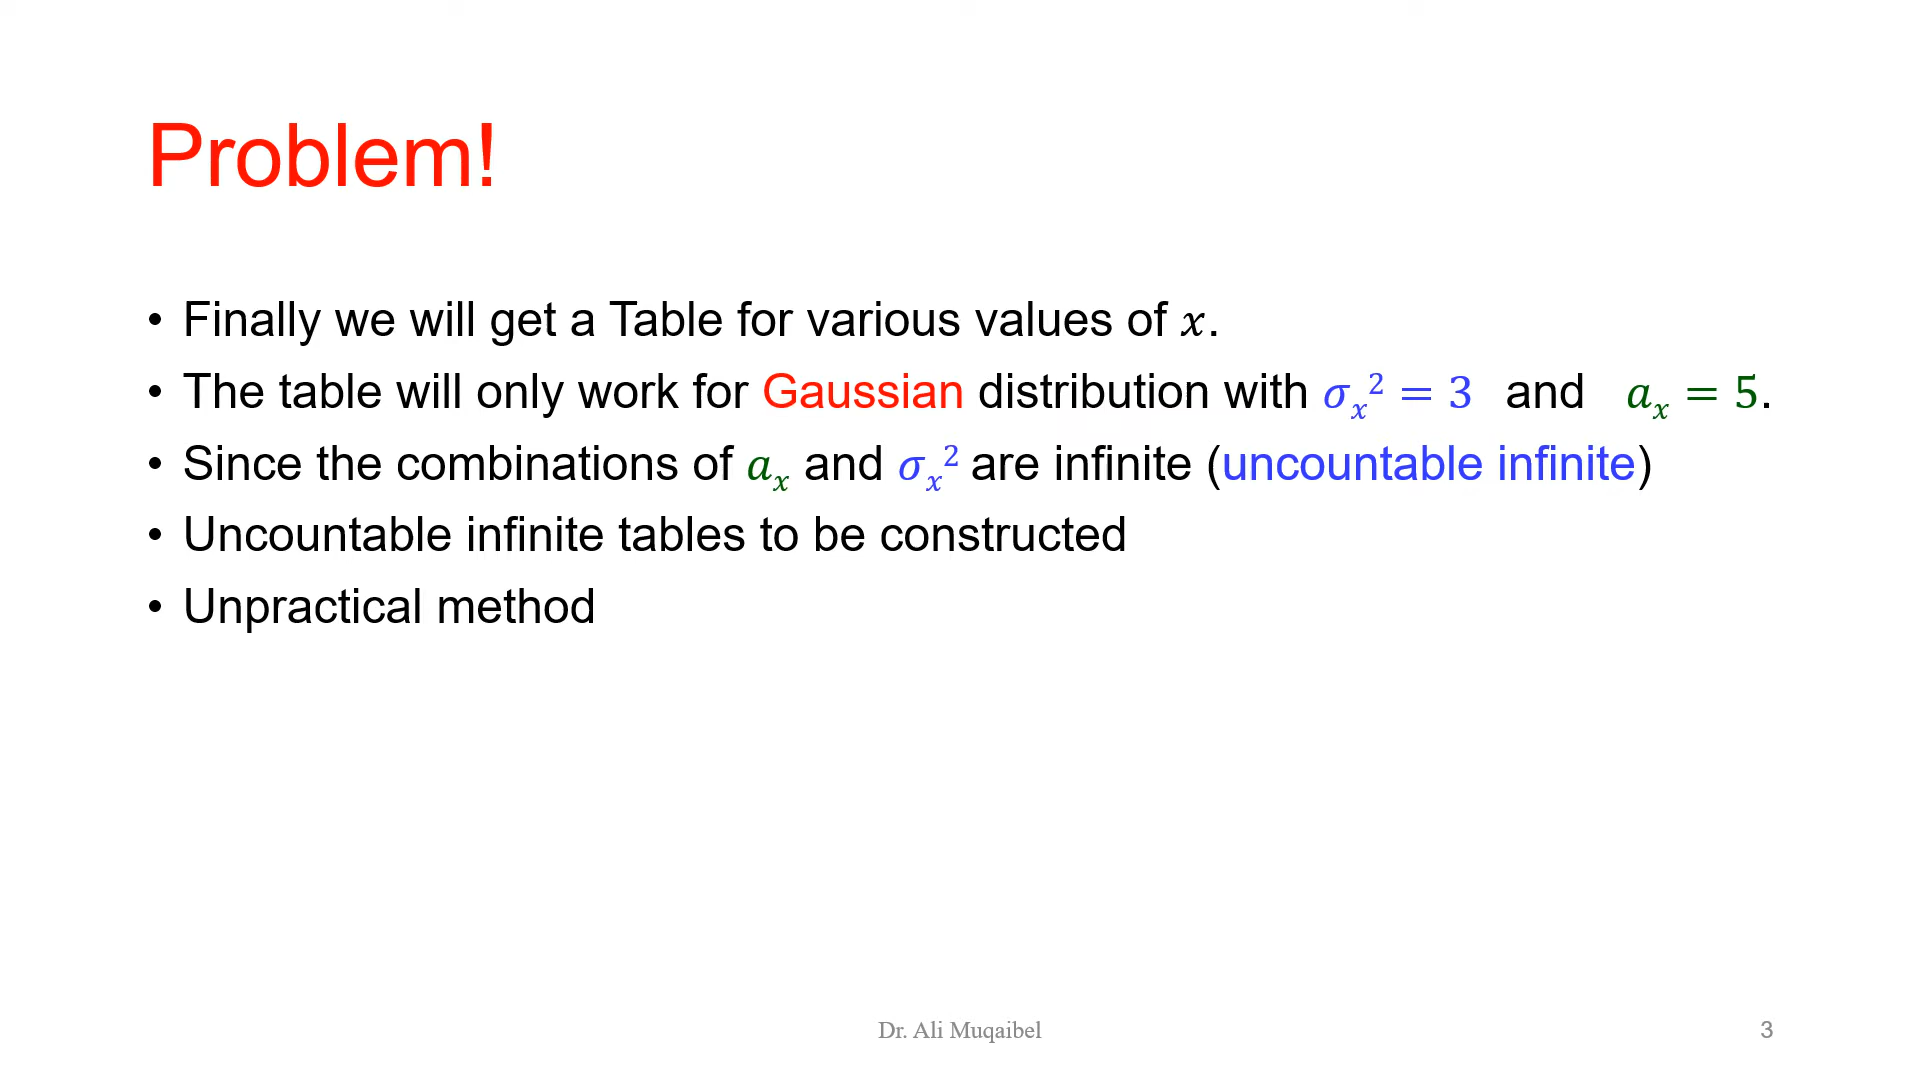 Problem!
• Finally we will get a Table for various values of 𝑥.
• The table will only work for Gaussian distribution with 𝜎ₓ² = 3 and 𝑎ₓ = 5.
• Since the combinations of 𝑎ₓ and 𝜎ₓ² are infinite (uncountable infinite)
• Uncountable infinite tables to be constructed
• Unpractical method
Dr. Ali Muqaibel
3